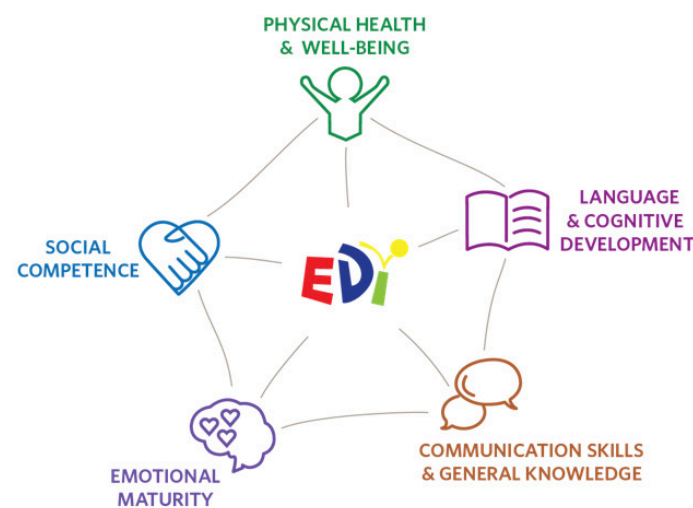 PHYSICAL HEALTH
& WELL-BEING
LANGUAGE
& COGNITIVE
DEVELOPMENT
SOCIAL
COMPETENCE
EDI
COMMUNICATION SKILLS
& GENERAL KNOWLEDGE
EMOTIONAL
MATURITY